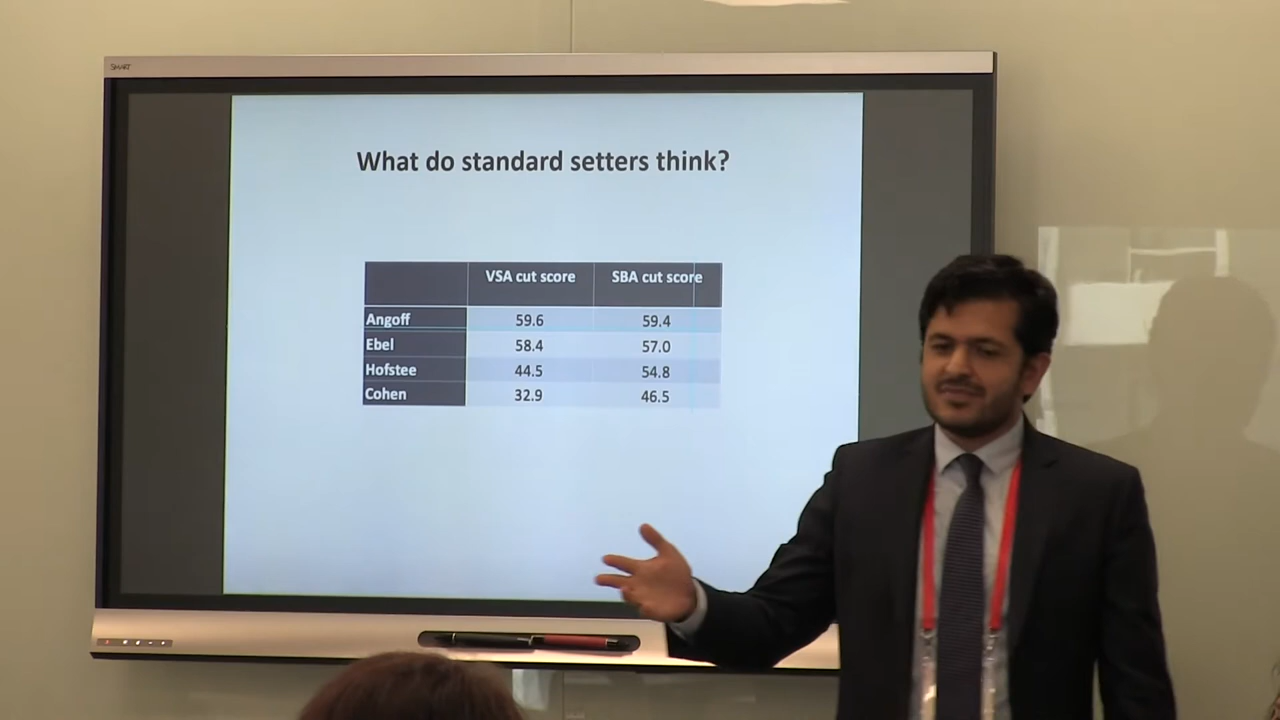 SMART
What do standard setters think?
VSA cut score SBA cut score
Angoff 59.6 59.4
Ebel 58.4 57.0
Hofstee 44.5 54.8
Cohen 32.9 46.5